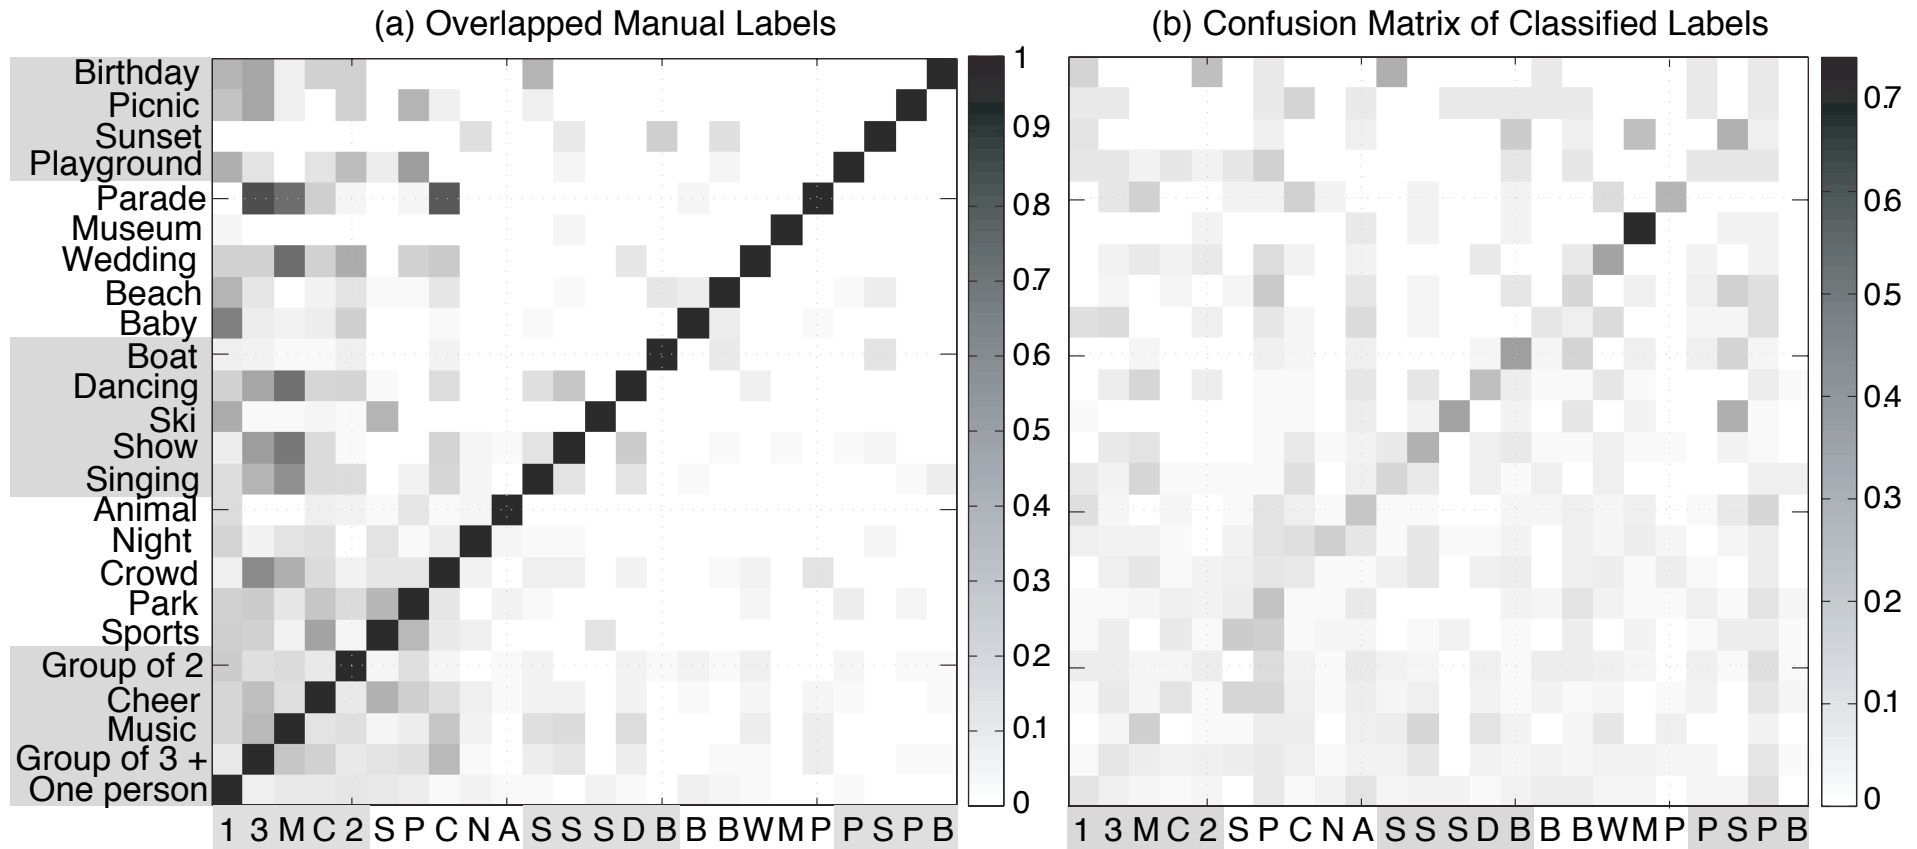 (a) Overlapped Manual Labels
Birthday
Picnic
Sunset
Playground
Parade
Museum
Wedding
Beach
Baby
Boat
Dancing
Ski
Show
Singing
Animal
Night
Crowd
Park
Sports
Group of 2
Cheer
Music
Group of 3 +
One person
1 3 M C 2 S P C N A S S S D B B B W M P P S P B
1
0.9
0.8
0.7
0.6
0.5
0.4
0.3
0.2
0.1
0
(b) Confusion Matrix of Classified Labels
1 3 M C 2 S P C N A S S S D B B B W M P P S P B
0.7
0.6
0.5
0.4
0.3
0.2
0.1
0